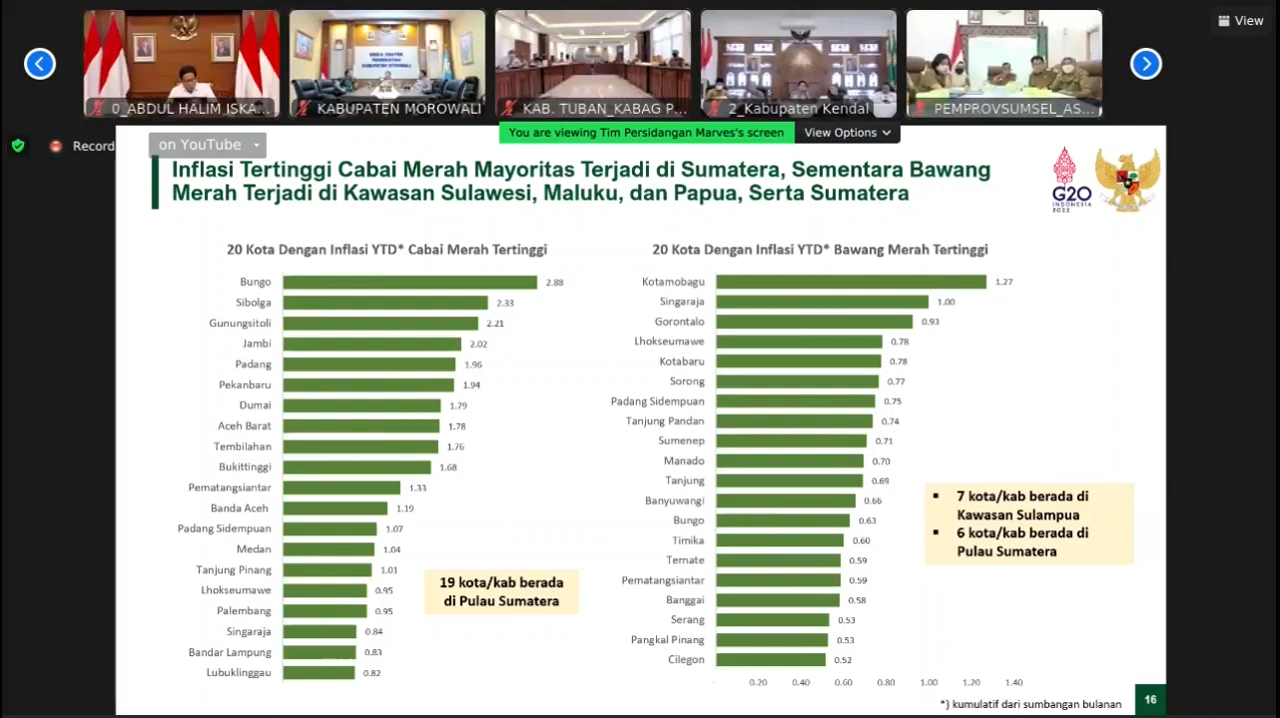 View
0_ABDUL HALIM ISKA...
KABUPATEN MOROWALI
KAB. TUBAN_KABAG P...
2_Kabupaten Kendal
PEMPROVSUMSEL_AS...
You are viewing Tim Persidangan Marves's screen
View Options
Record
on YouTube
Inflasi Tertinggi Cabai Merah Mayoritas Terjadi di Sumatera, Sementara Bawang
Merah Terjadi di Kawasan Sulawesi, Maluku, dan Papua, Serta Sumatera
G20
INDONESIA
2022
20 Kota Dengan Inflasi YTD* Cabai Merah Tertinggi
Bungo 2.88
Sibolga 2.33
Gunungsitoli 2.21
Jambi 2.02
Padang 1.96
Pekanbaru 1.94
Dumai 1.79
Aceh Barat 1.78
Tembilahan 1.76
Bukittinggi 1.68
Pematangsiantar 1.33
Banda Aceh 1.19
Padang Sidempuan 1.07
Medan 1.04
Tanjung Pinang 1.01
Lhokseumawe 0.95
Palembang 0.95
Singaraja 0.84
Bandar Lampung 0.83
Lubuklinggau 0.82
19 kota/kab berada
di Pulau Sumatera
20 Kota Dengan Inflasi YTD* Bawang Merah Tertinggi
Kotamobagu 1.27
Singaraja 1.00
Gorontalo 0.93
Lhokseumawe 0.78
Kotabaru 0.78
Sorong 0.77
Padang Sidempuan 0.75
Tanjung Pandan 0.74
Sumenep 0.71
Manado 0.70
Tanjung 0.69
Banyuwangi 0.66
Bungo 0.63
Timika 0.60
Ternate 0.59
Pematangsiantar 0.59
Banggai 0.58
Serang 0.53
Pangkal Pinang 0.53
Cilegon 0.52
- 0.20 0.40 0.60 0.80 1.00 1.20 1.40
▪ 7 kota/kab berada di
Kawasan Sulampua
▪ 6 kota/kab berada di
Pulau Sumatera
*) kumulatif dari sumbangan bulanan
16